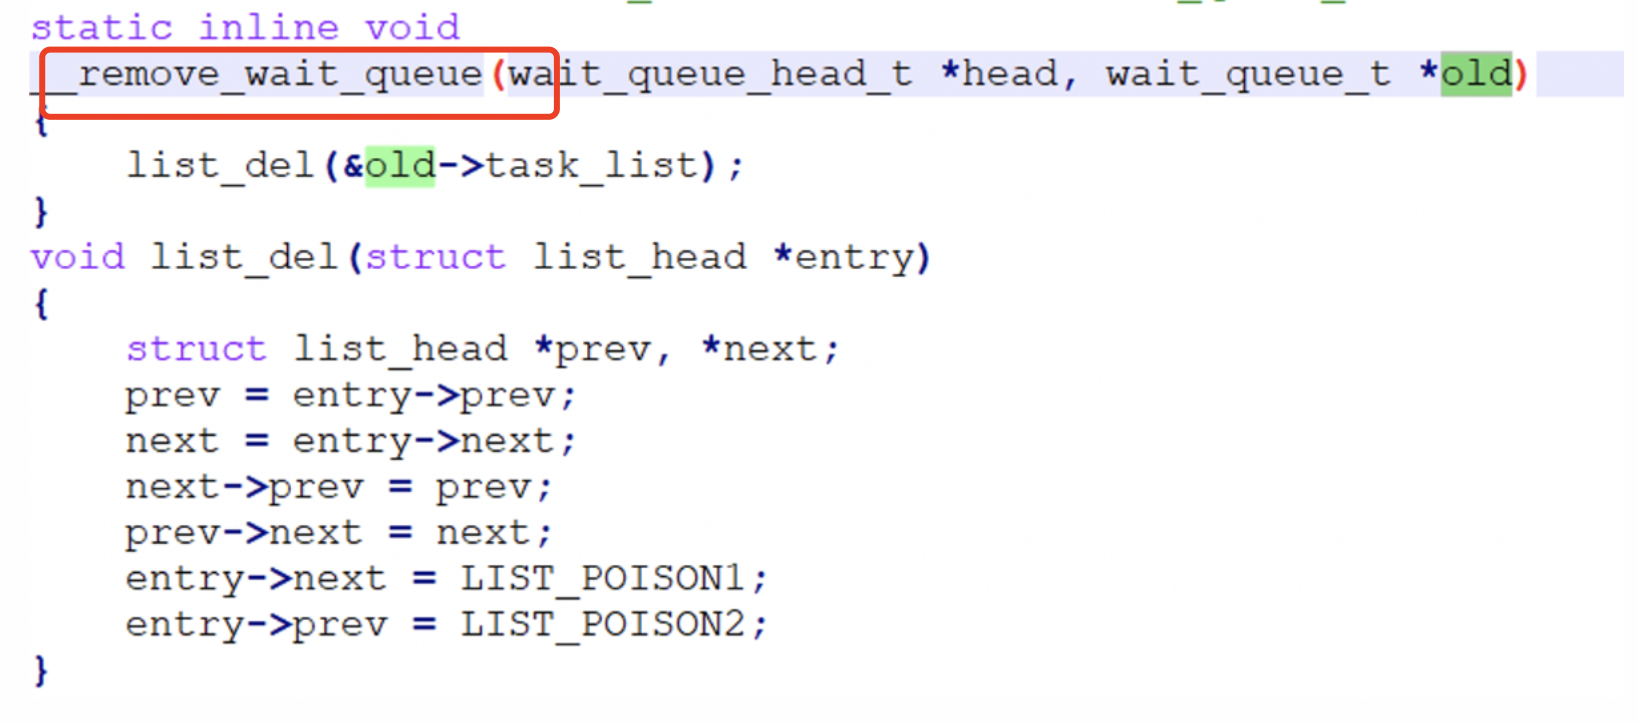 static inline void
__remove_wait_queue(wait_queue_head_t *head, wait_queue_t *old)
{
    list_del(&old->task_list);
}
void list_del(struct list_head *entry)
{
    struct list_head *prev, *next;
    prev = entry->prev;
    next = entry->next;
    next->prev = prev;
    prev->next = next;
    entry->next = LIST_POISON1;
    entry->prev = LIST_POISON2;
}